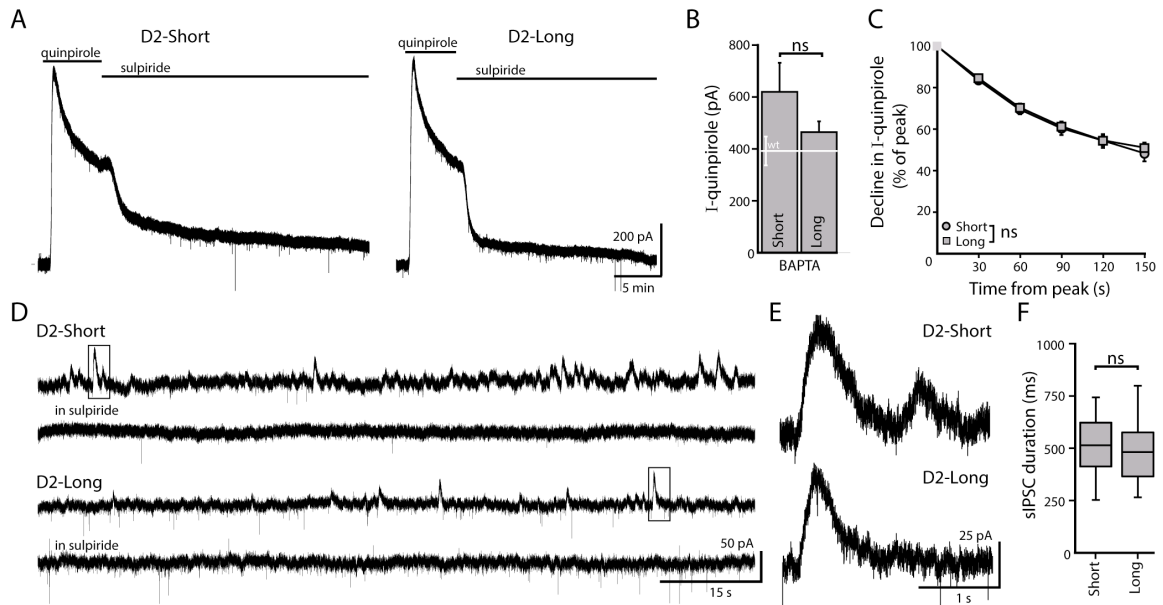 A
D2-Short
D2-Long
quinpirole
sulpiride
quinpirole
sulpiride
200 pA
5 min
B
I-quinpirole (pA)
800
600
400
200
0
ns
wt
Short
Long
BAPTA
C
Decline in I-quinpirole
(% of peak)
100
80
60
40
20
0
Short
Long
ns
30
60
90
120
150
Time from peak (s)
D
D2-Short
in sulpiride
D2-Long
in sulpiride
50 pA
15 s
E
D2-Short
D2-Long
25 pA
1 s
F
sIPSC duration (ms)
1000
750
500
250
0
ns
Short
Long